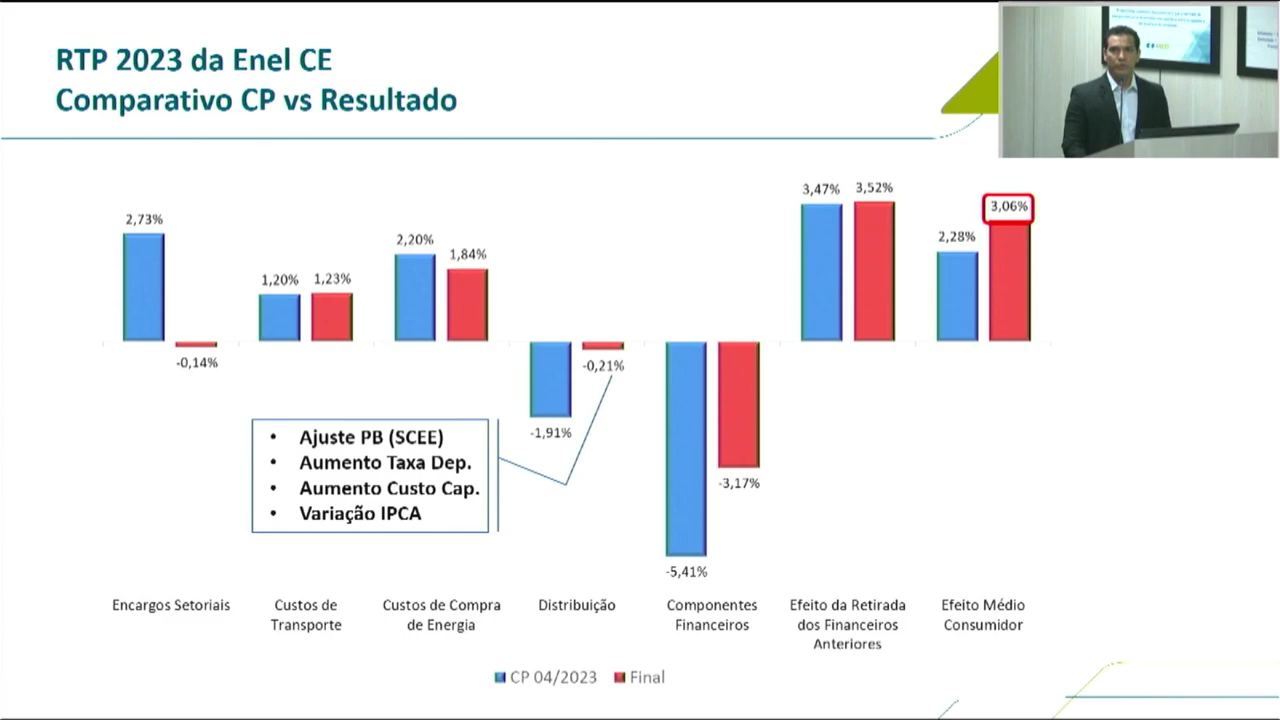 RTP 2023 da Enel CE
Comparativo CP vs Resultado
2,73%
-0,14%
1,20%
1,23%
2,20%
1,84%
-1,91%
-0,21%
-5,41%
-3,17%
3,47%
3,52%
2,28%
3,06%
• Ajuste PB (SCEE)
• Aumento Taxa Dep.
• Aumento Custo Cap.
• Variação IPCA
Encargos Setoriais
Custos de
Transporte
Custos de Compra
de Energia
Distribuição
Componentes
Financeiros
Efeito da Retirada
dos Financeiros
Anteriores
Efeito Médio
Consumidor
CP 04/2023
Final